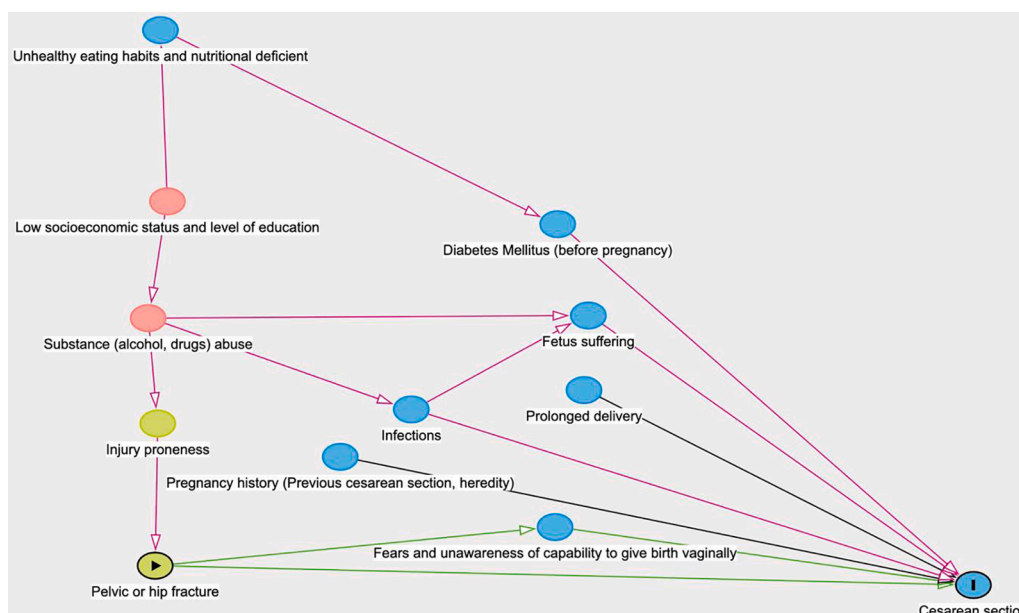 Unhealthy eating habits and nutritional deficient
Low socioeconomic status and level of education
Diabetes Mellitus (before pregnancy)
Substance (alcohol, drugs) abuse
Fetus suffering
Prolonged delivery
Infections
Injury proneness
Pregnancy history (Previous cesarean section, heredity)
Fears and unawareness of capability to give birth vaginally
Pelvic or hip fracture
Cesarean sectio